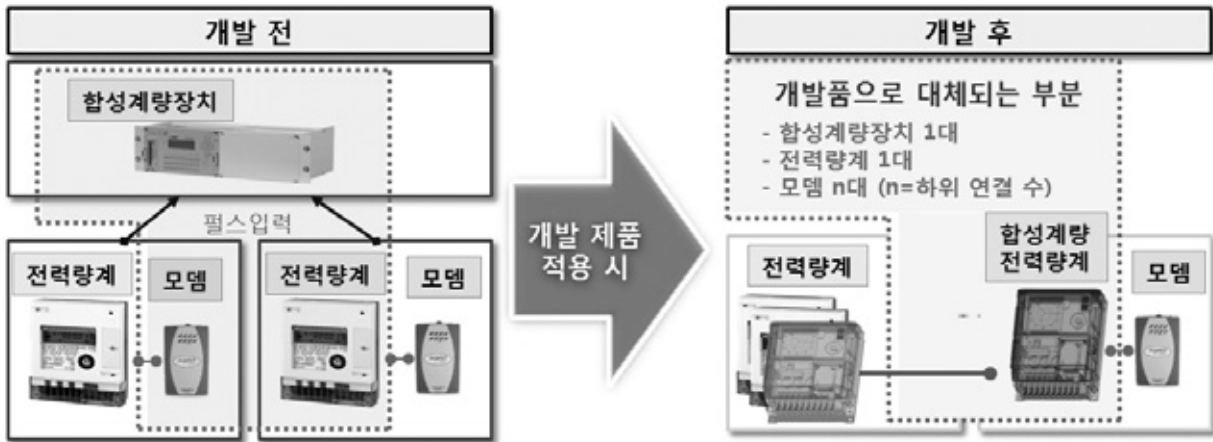 개발 전
합성계량장치
펄스입력
전력량계
모뎀
전력량계
모뎀
개발 제품
적용 시
개발 후
개발품으로 대체되는 부분
- 합성계량장치 1대
- 전력량계 1대
- 모뎀 n대 (n=하위 연결 수)
전력량계
합성계량
전력량계
모뎀